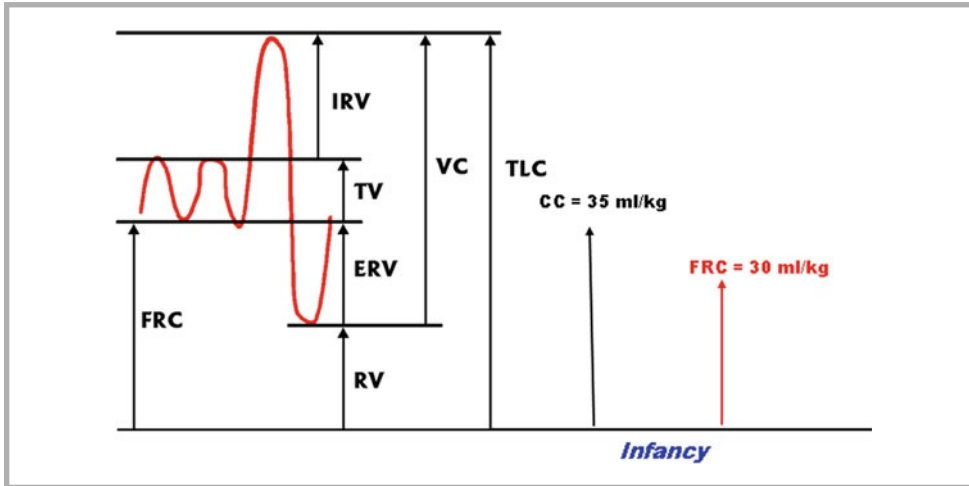 IRV
VC
TLC
TV
CC = 35 ml/kg
ERV
FRC = 30 ml/kg
FRC
RV
Infancy